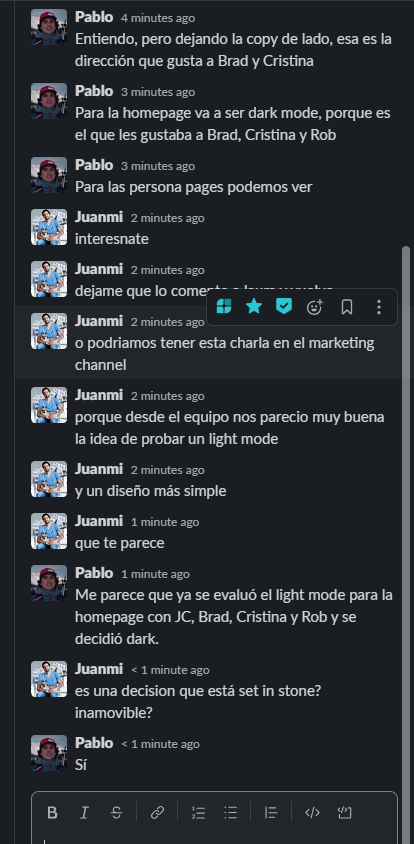 Pablo 4 minutes ago
Entiendo, pero dejando la copy de lado, esa es la
dirección que gusta a Brad y Cristina
Pablo 3 minutes ago
Para la homepage va a ser dark mode, porque es
el que les gustaba a Brad, Cristina y Rob
Pablo 3 minutes ago
Para las persona pages podemos ver
Juanmi 2 minutes ago
interesnate
Juanmi 2 minutes ago
dejame que lo comento a
Juanmi 2 minutes ago
o podriamos tener esta charla en el marketing
channel
Juanmi 2 minutes ago
porque desde el equipo nos parecio muy buena
la idea de probar un light mode
Juanmi 2 minutes ago
y un diseño más simple
Juanmi 1 minute ago
que te parece
Pablo 1 minute ago
Me parece que ya se evaluó el light mode para la
homepage con JC, Brad, Cristina y Rob y se
decidió dark.
Juanmi < 1 minute ago
es una decision que está set in stone?
inamovible?
Pablo < 1 minute ago
Sí
B I S